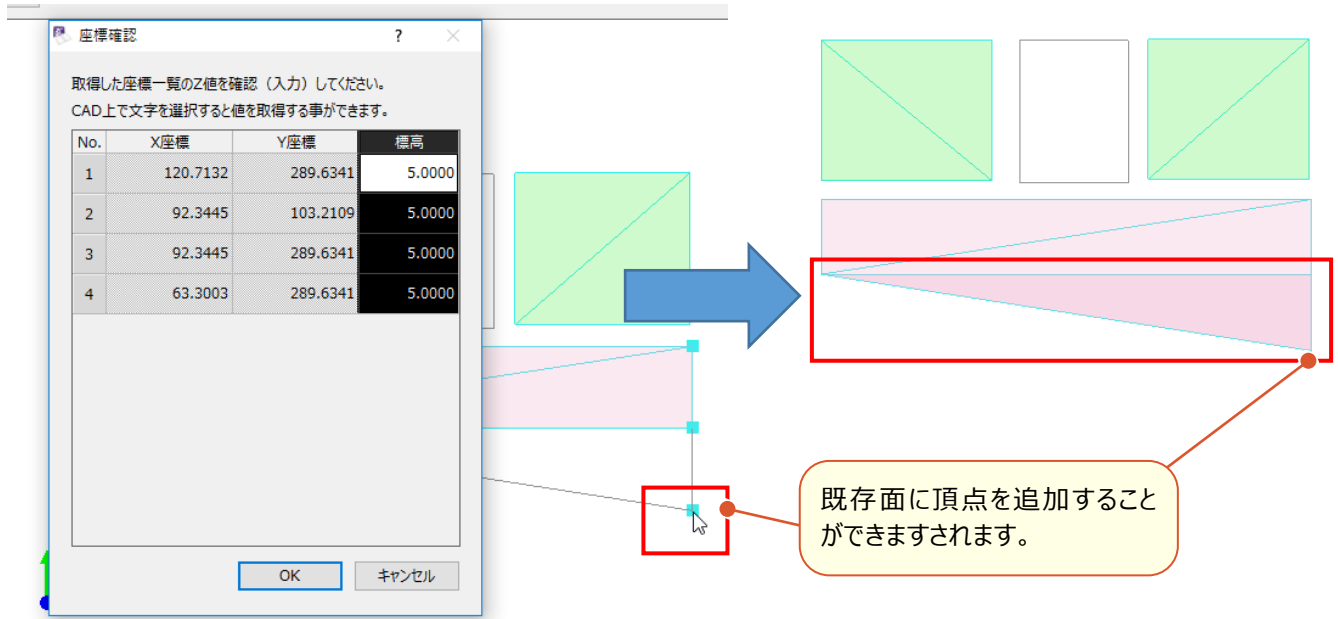 座標確認 ?
取得した座標一覧のZ値を確認（入力）してください。
CAD上で文字を選択すると値を取得する事ができます。
No. X座標 Y座標 標高
1 120.7132 289.6341 5.0000
2 92.3445 103.2109 5.0000
3 92.3445 289.6341 5.0000
4 63.3003 289.6341 5.0000
OK キャンセル
既存面に頂点を追加すること
ができますされます。